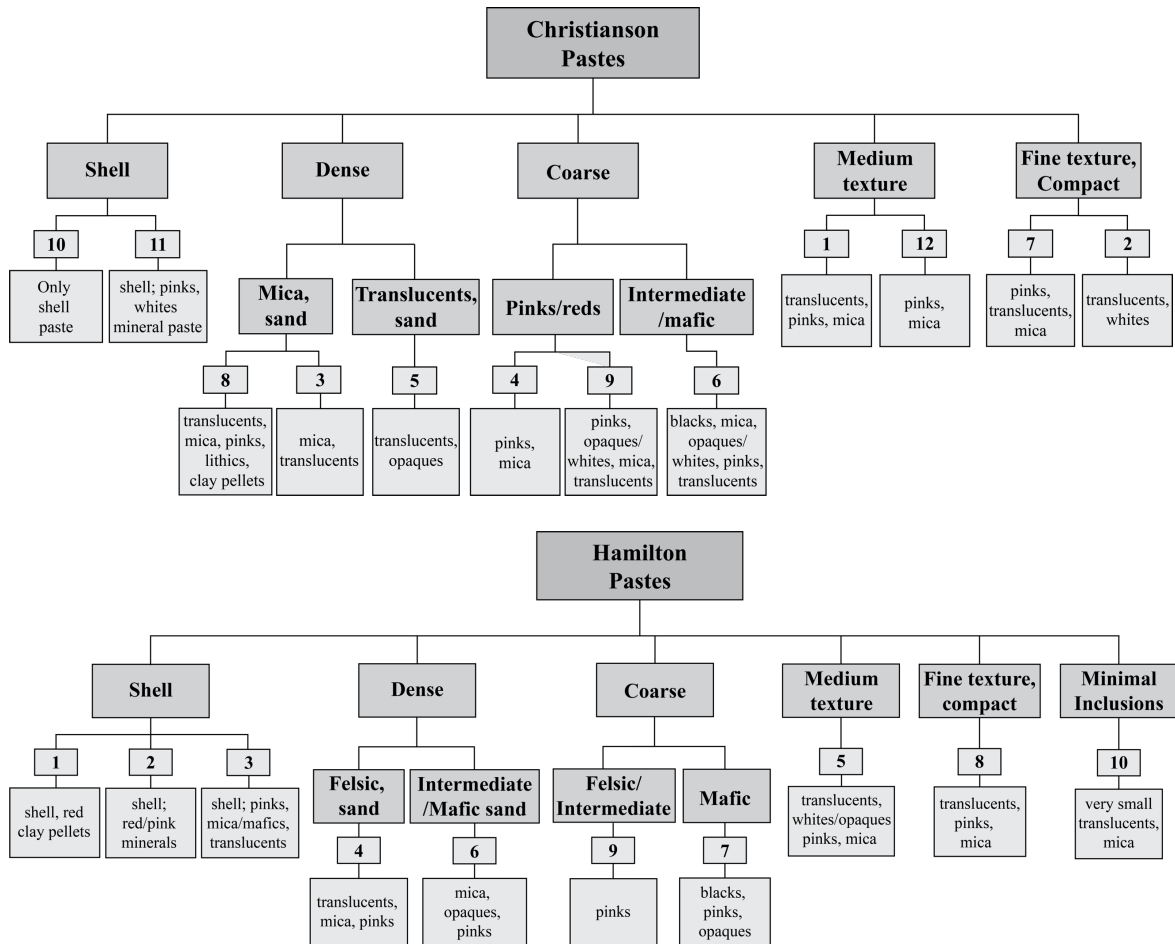 Christianson
Pastes
Shell
Dense
Coarse
Medium
texture
Fine texture,
Compact
10
11
1
12
7
2
Only
shell
paste
shell; pinks,
whites
mineral paste
Mica,
sand
Translucents,
sand
Pinks/reds
Intermediate
/mafic
translucents,
pinks, mica
pinks,
mica
pinks,
translucents,
mica
translucents,
whites
8
3
5
4
9
6
translucents,
mica, pinks,
lithics,
clay pellets
mica,
translucents
translucents,
opaques
pinks,
mica
pinks,
opaques/
whites, mica,
translucents
blacks, mica,
opaques/
whites, pinks,
translucents
Hamilton
Pastes
Shell
Dense
Coarse
Medium
texture
Fine texture,
compact
Minimal
Inclusions
1
2
3
5
8
10
shell, red
clay pellets
shell;
red/pink
minerals
shell; pinks,
mica/mafics,
translucents
Felsic,
sand
Intermediate
/Mafic sand
Felsic/
Intermediate
Mafic
translucents,
whites/opaques
pinks, mica
translucents,
pinks,
mica
very small
translucents,
mica
4
6
9
7
translucents,
mica, pinks
mica,
opaques,
pinks
pinks
blacks,
pinks,
opaques